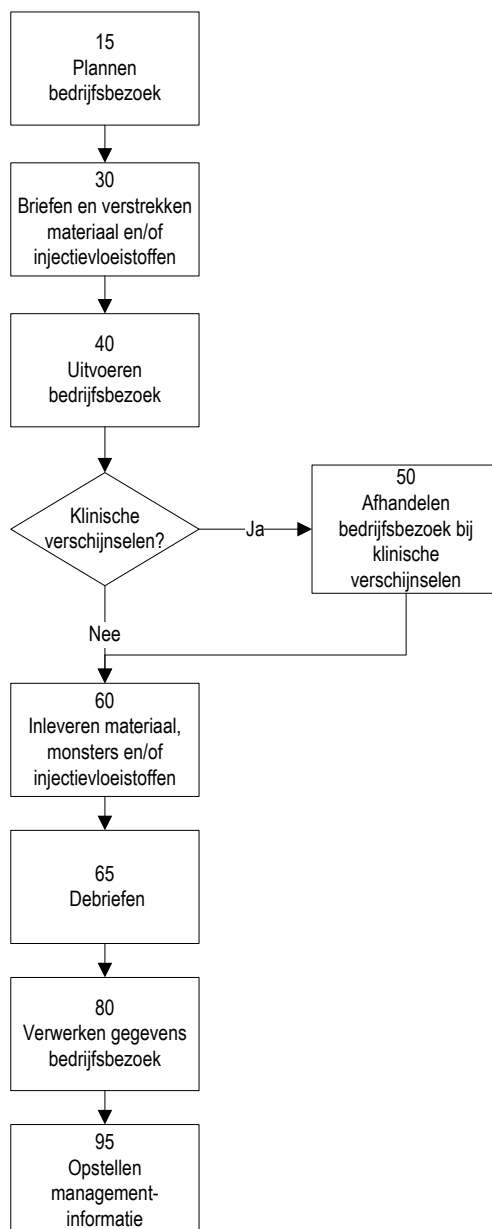 15
Plannen
bedrijfsbezoek
30
Briefen en verstrekken
materiaal en/of
injectievloeistoffen
40
Uitvoeren
bedrijfsbezoek
Klinische
verschijnselen?
Ja
50
Afhandelen
bedrijfsbezoek bij
klinische
verschijnselen
Nee
60
Inleveren materiaal,
monsters en/of
injectievloeistoffen
65
Debriefen
80
Verwerken gegevens
bedrijfsbezoek
95
Opstellen
management-
informatie